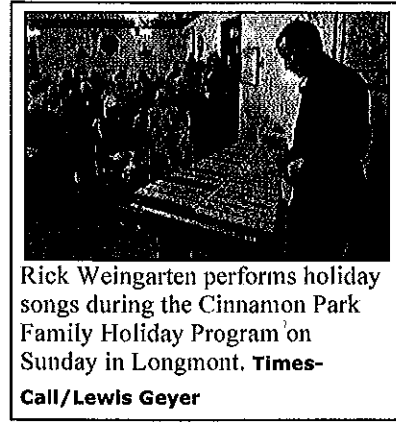 Rick Weingarten performs holiday
songs during the Cinnamon Park
Family Holiday Program on
Sunday in Longmont. Times-
Call/Lewis Geyer